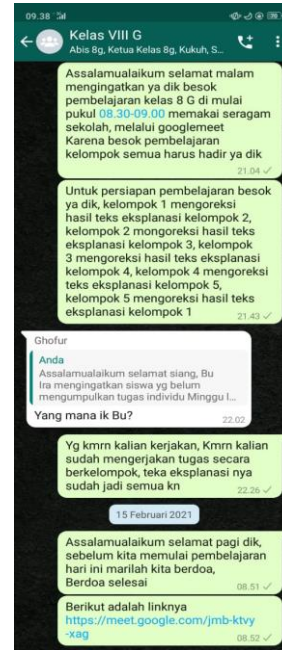 09.38
Kelas VIII G
Abis 8g, Ketua Kelas 8g, Kukuh, S...
Assalamualaikum selamat malam
mengingatkan ya dik besok
pembelajaran kelas 8 G di mulai
pukul 08.30-09.00 memakai seragam
sekolah, melalui googlemeet
Karena besok pembelajaran
kelompok semua harus hadir ya dik
21.04
Untuk persiapan pembelajaran besok
ya dik, kelompok 1 mengoreksi
hasil teks eksplanasi kelompok 2,
kelompok 2 mongoreksi hasil teks
eksplanasi kelompok 3, kelompok
3 mengoreksi hasil teks eksplanasi
kelompok 4, kelompok 4 mengoreksi
teks eksplanasi kelompok 5,
kelompok 5 mengoreksi hasil teks
eksplanasi kelompok 1
21.43
Ghofur
Anda
Assalamualaikum selamat siang, Bu
Ira mengingatkan siswa yg belum
mengumpulkan tugas individu Minggu l...
Yang mana ik Bu?
22.02
Yg kmrn kalian kerjakan, Kmrn kalian
sudah mengerjakan tugas secara
berkelompok, teka eksplanasi nya
sudah jadi semua kn
22.26
15 Februari 2021
Assalamualaikum selamat pagi dik,
sebelum kita memulai pembelajaran
hari ini marilah kita berdoa,
Berdoa selesai
08.51
Berikut adalah linknya
https://meet.google.com/jmb-ktvy
-xag
08.52